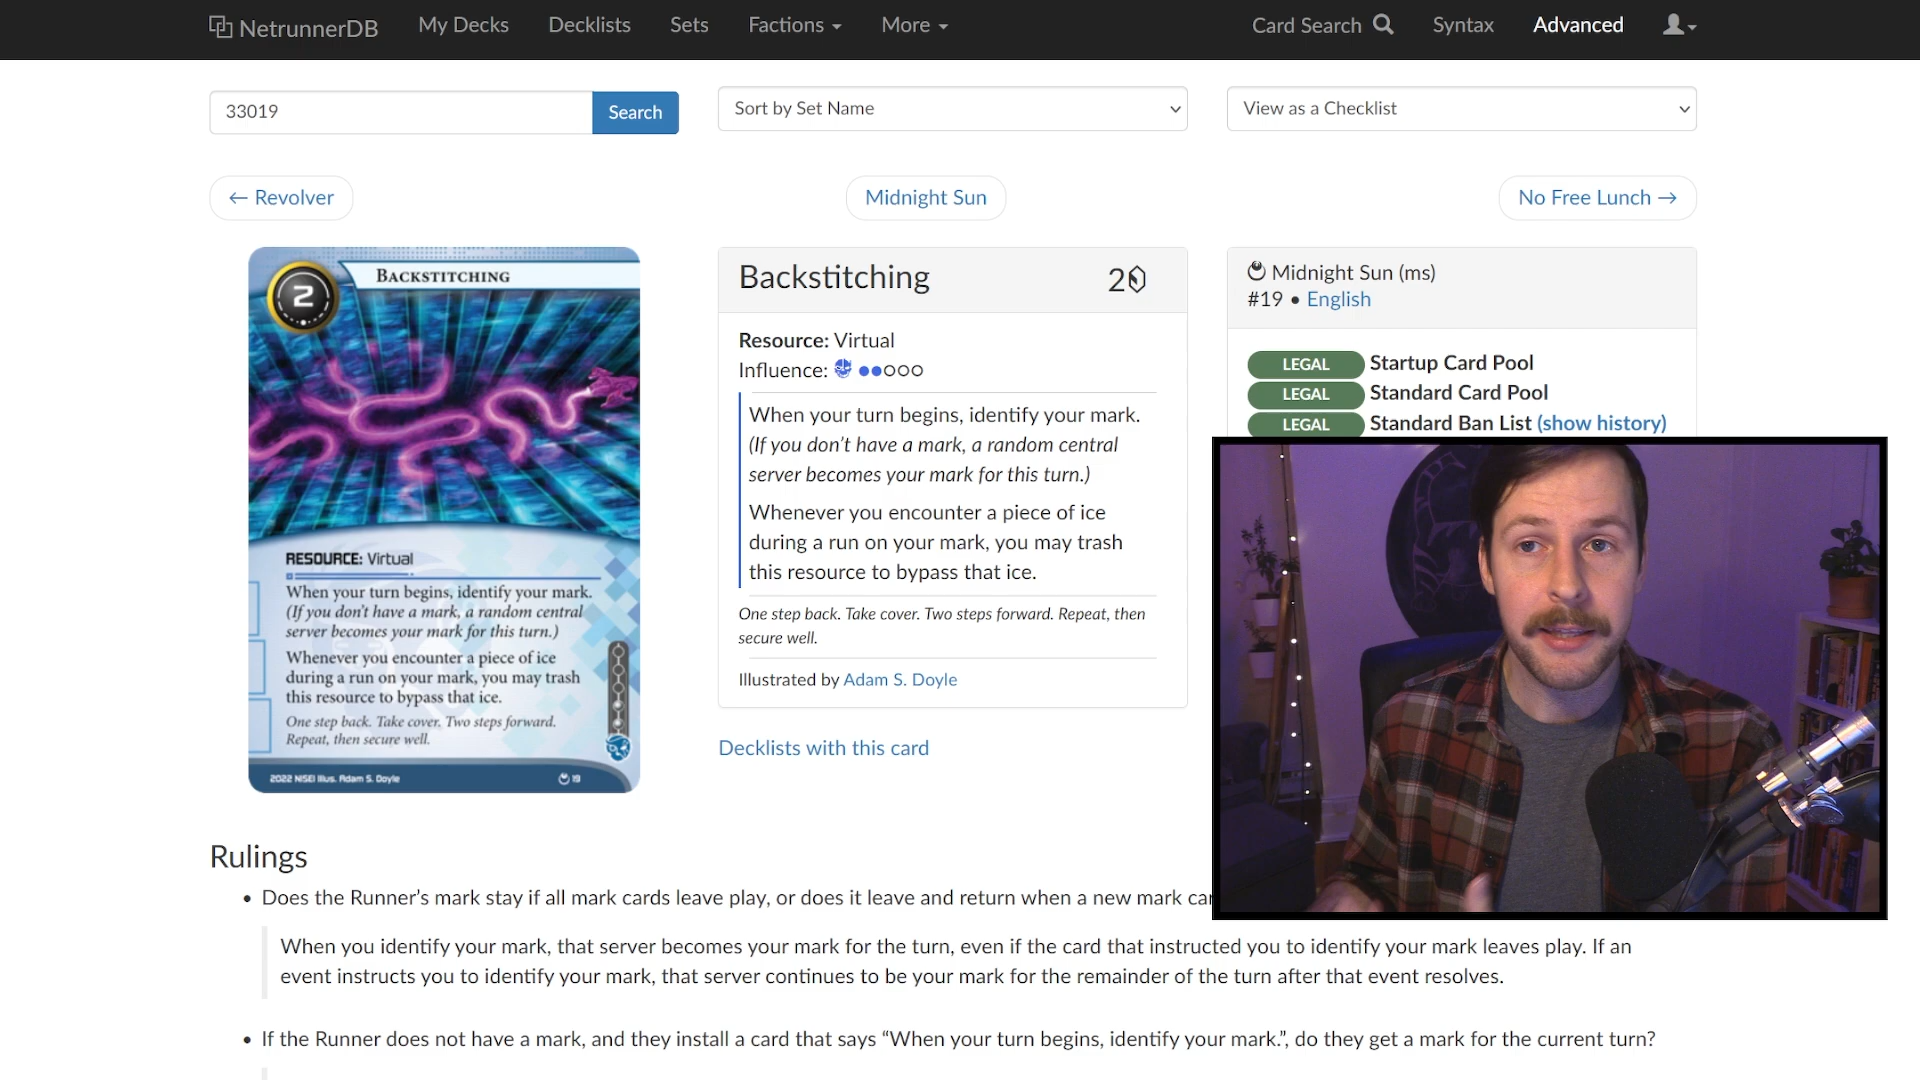 NetrunnerDB My Decks Decklists Sets Factions More Card Search Syntax Advanced
33019 Search Sort by Set Name View as a Checklist
← Revolver Midnight Sun No Free Lunch →
2 BACKSTITCHING
RESOURCE: Virtual
When your turn begins, identify your mark.
(If you don't have a mark, a random central
server becomes your mark for this turn.)
Whenever you encounter a piece of ice
during a run on your mark, you may trash
this resource to bypass that ice.
One step back. Take cover. Two steps forward.
Repeat, then secure well.
2022 NISEI Illus. Adam S. Doyle 19
Backstitching 2
Resource: Virtual
Influence: ●●○○○
When your turn begins, identify your mark.
(If you don’t have a mark, a random central
server becomes your mark for this turn.)
Whenever you encounter a piece of ice
during a run on your mark, you may trash
this resource to bypass that ice.
One step back. Take cover. Two steps forward. Repeat, then
secure well.
Illustrated by Adam S. Doyle
Decklists with this card
Midnight Sun (ms)
#19 • English
LEGAL Startup Card Pool
LEGAL Standard Card Pool
LEGAL Standard Ban List (show history)
Rulings
• Does the Runner’s mark stay if all mark cards leave play, or does it leave and return when a new mark
When you identify your mark, that server becomes your mark for the turn, even if the card that instructed you to identify your mark leaves play. If an
event instructs you to identify your mark, that server continues to be your mark for the remainder of the turn after that event resolves.
• If the Runner does not have a mark, and they install a card that says “When your turn begins, identify your mark.”, do they get a mark for the current turn?